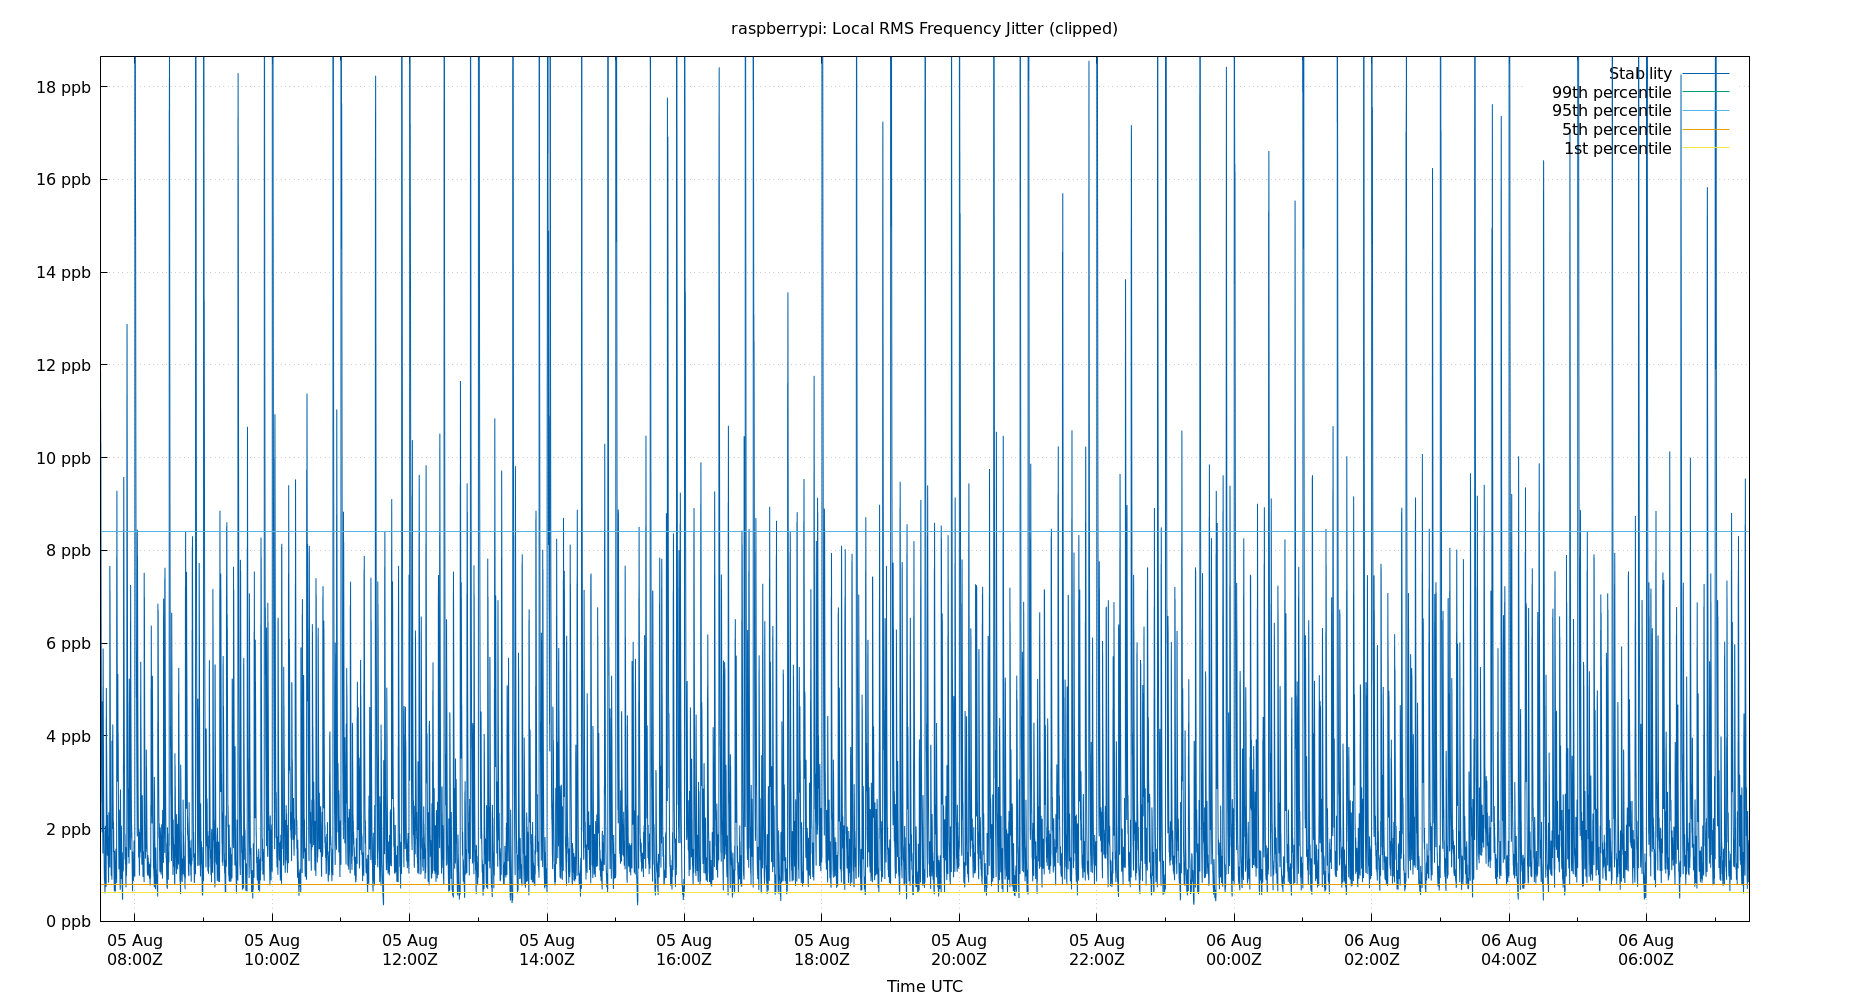 raspberrypi: Local RMS Frequency Jitter (clipped)
Stability
99th percentile
95th percentile
5th percentile
1st percentile
18 ppb
16 ppb
14 ppb
12 ppb
10 ppb
8 ppb
6 ppb
4 ppb
2 ppb
0 ppb
05 Aug 05 Aug 05 Aug 05 Aug 05 Aug 05 Aug 05 Aug 05 Aug 06 Aug 06 Aug 06 Aug 06 Aug
08:00Z 10:00Z 12:00Z 14:00Z 16:00Z 18:00Z 20:00Z 22:00Z 00:00Z 02:00Z 04:00Z 06:00Z
Time UTC